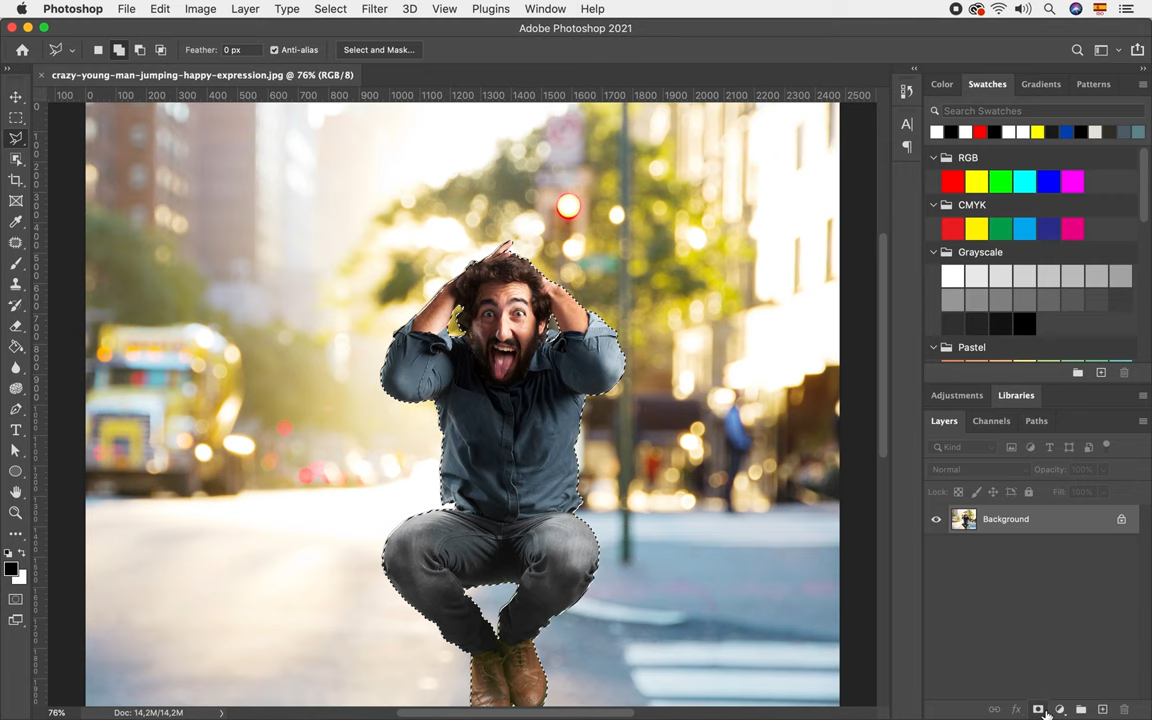 Photoshop File Edit Image Layer Type Select Filter 3D View Plugins Window Help
Adobe Photoshop 2021
Feather: 0 px Anti-alias Select and Mask...
crazy-young-man-jumping-happy-expression.jpg @ 76% (RGB/8)
100 0 100 200 300 400 500 600 700 800 900 1000 1100 1200 1300 1400 1500 1600 1700 1800 1900 2000 2100 2200 2300 2400 2500
Color Swatches Gradients Patterns
Search Swatches
RGB
CMYK
Grayscale
Pastel
Adjustments Libraries
Layers Channels Paths
Kind
Normal Opacity: 100%
Lock: Fill: 100%
Background
76% Doc: 14,2M/14,2M